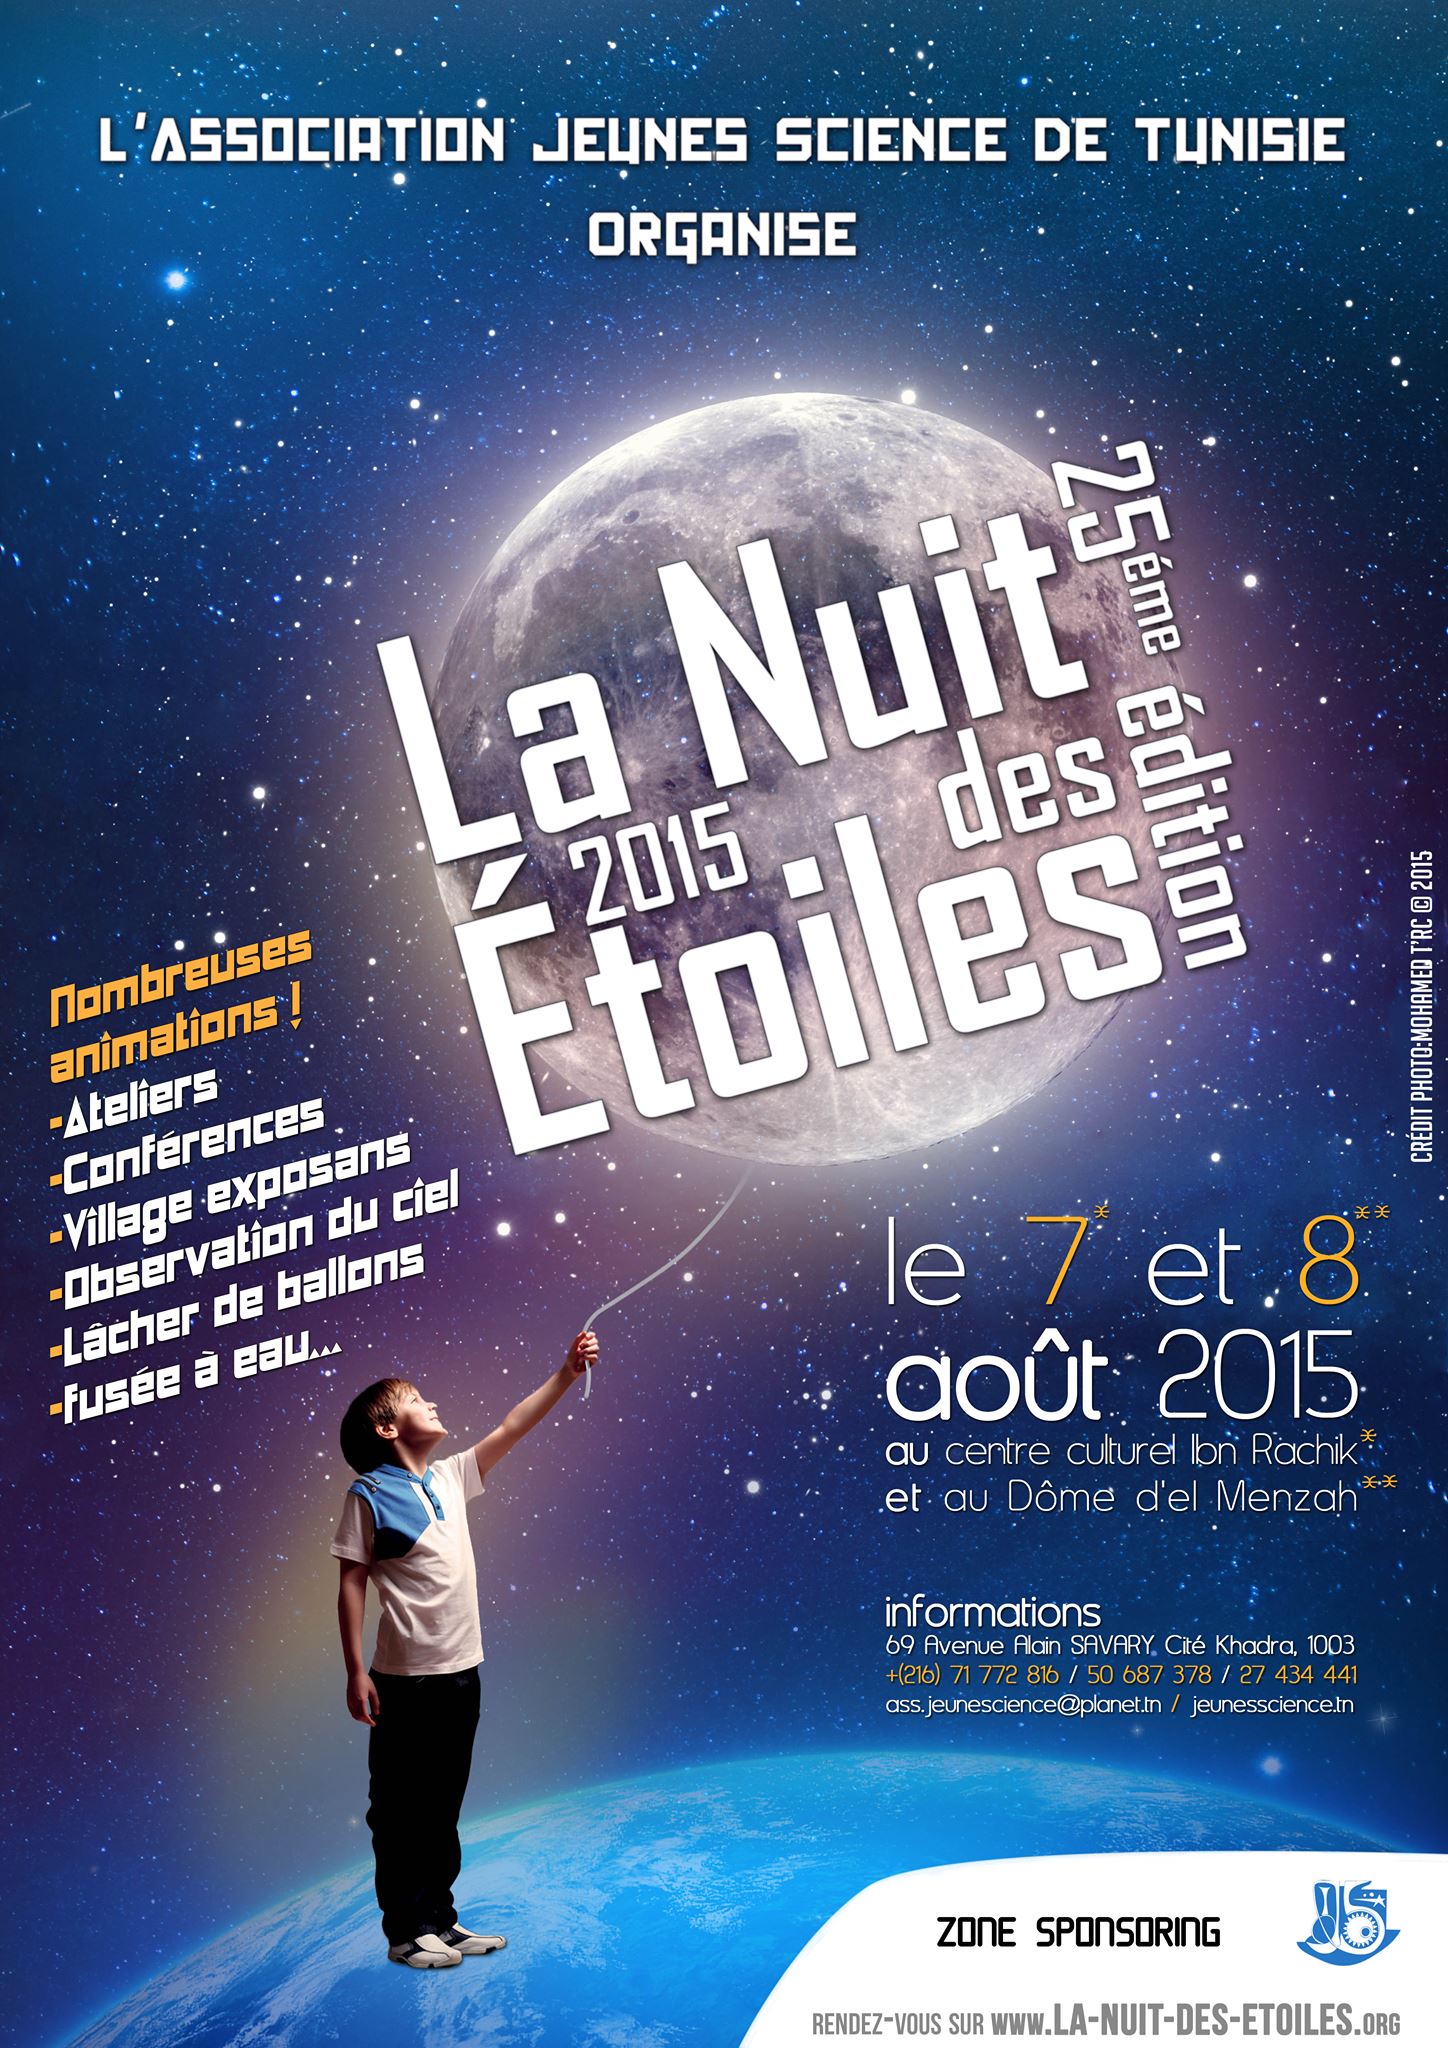 L'ASSOCIATION JEUNES SCIENCE DE TUNISIE
ORGANISE
La Nuit
des
2015
Étoiles
25éme édition
Nombreuses
animations !
-Ateliers
-Conférences
-Village exposans
-Observation du ciel
-Lâcher de ballons
-fusée à eau...
CRÉDIT PHOTO:MOHAMED T'RC © 2015
le 7* et 8**
août 2015
au centre culturel Ibn Rachik*
et au Dôme d'el Menzah**
informations
69 Avenue Alain SAVARY Cité Khadra, 1003
+(216) 71 772 816 / 50 687 378 / 27 434 441
ass.jeunescience@planet.tn / jeunesscience.tn
ZONE SPONSORING
RENDEZ-VOUS SUR WWW.LA-NUIT-DES-ETOILES.ORG